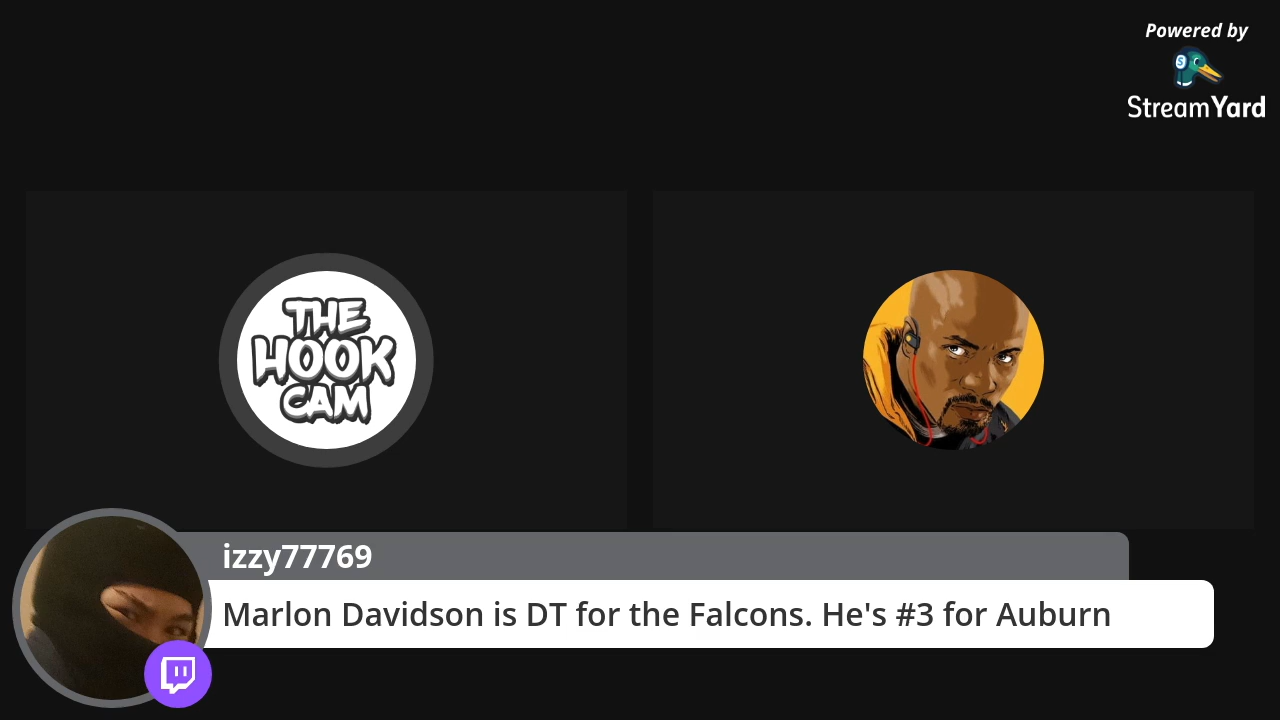 Powered by
StreamYard
THE
HOOK
CAM
izzy77769
Marlon Davidson is DT for the Falcons. He's #3 for Auburn